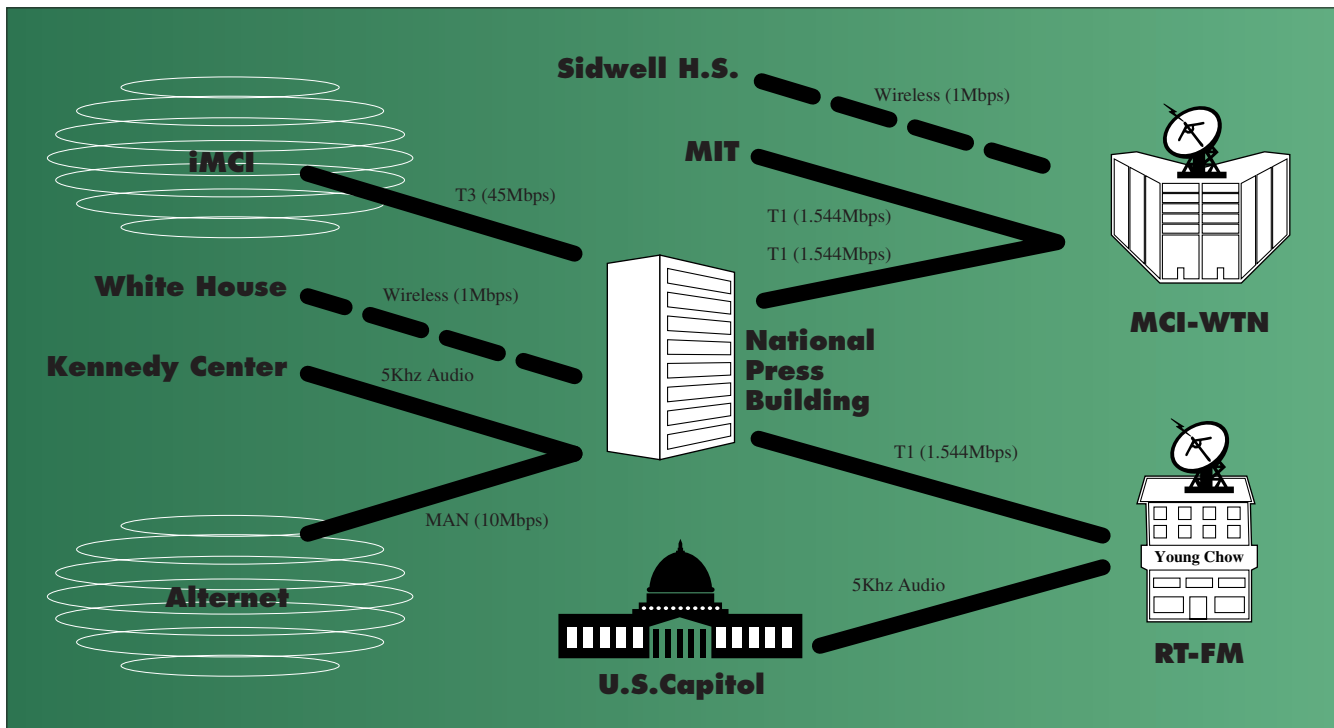 Sidwell H.S.
Wireless (1Mbps)
iMCI
MIT
T3 (45Mbps)
T1 (1.544Mbps)
T1 (1.544Mbps)
White House
Wireless (1Mbps)
MCI-WTN
National
Press
Building
Kennedy Center
5Khz Audio
T1 (1.544Mbps)
MAN (10Mbps)
Young Chow
Alternet
5Khz Audio
RT-FM
U.S.Capitol